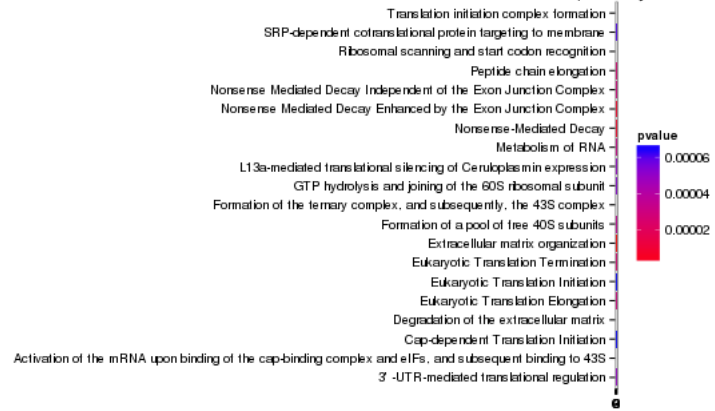 Translation initiation complex formation
SRP-dependent cotranslational protein targeting to membrane
Ribosomal scanning and start codon recognition
Peptide chain elongation
Nonsense Mediated Decay Independent of the Exon Junction Complex
Nonsense Mediated Decay Enhanced by the Exon Junction Complex
Nonsense-Mediated Decay
Metabolism of RNA
L13a-mediated translational silencing of Ceruloplasmin expression
GTP hydrolysis and joining of the 60S ribosomal subunit
Formation of the ternary complex, and subsequently, the 43S complex
Formation of a pool of free 40S subunits
Extracellular matrix organization
Eukaryotic Translation Termination
Eukaryotic Translation Initiation
Eukaryotic Translation Elongation
Degradation of the extracellular matrix
Cap-dependent Translation Initiation
Activation of the mRNA upon binding of the cap-binding complex and eIFs, and subsequent binding to 43S
3' -UTR-mediated translational regulation
pvalue
0.00006
0.00004
0.00002